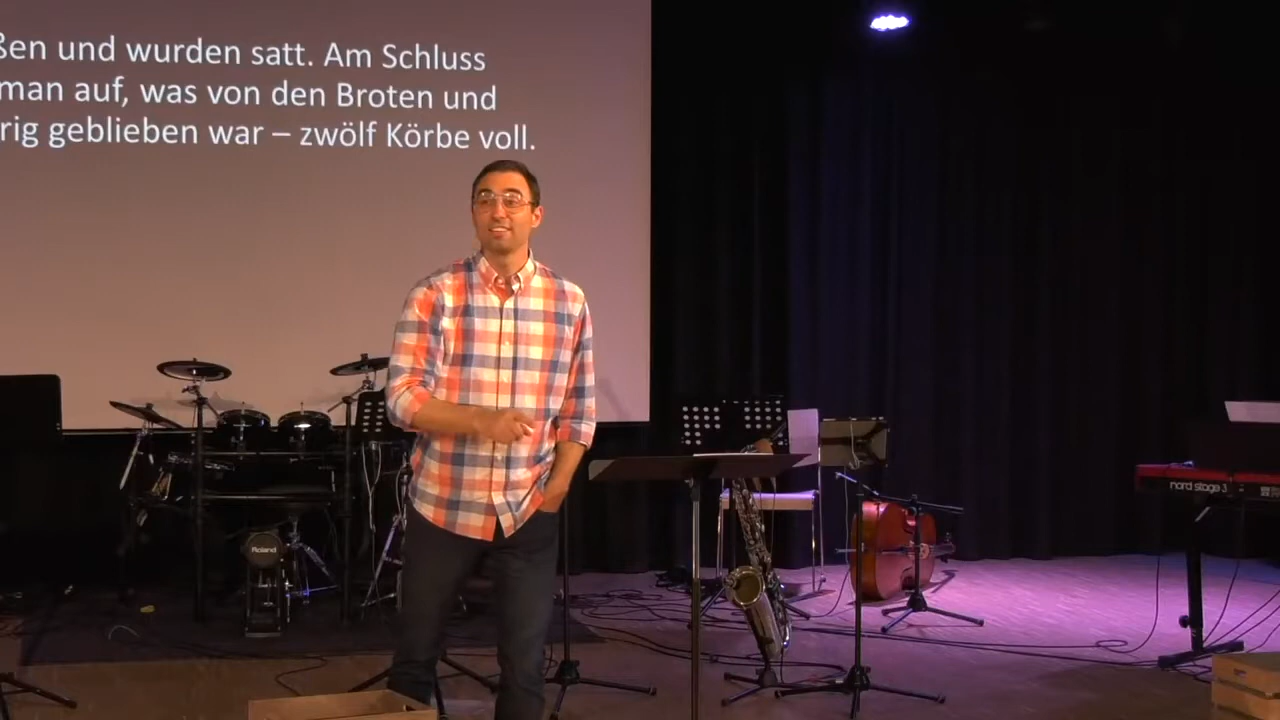 ßen und wurden satt. Am Schluss
man auf, was von den Broten und
rig geblieben war – zwölf Körbe voll.
Roland
nord stage 3